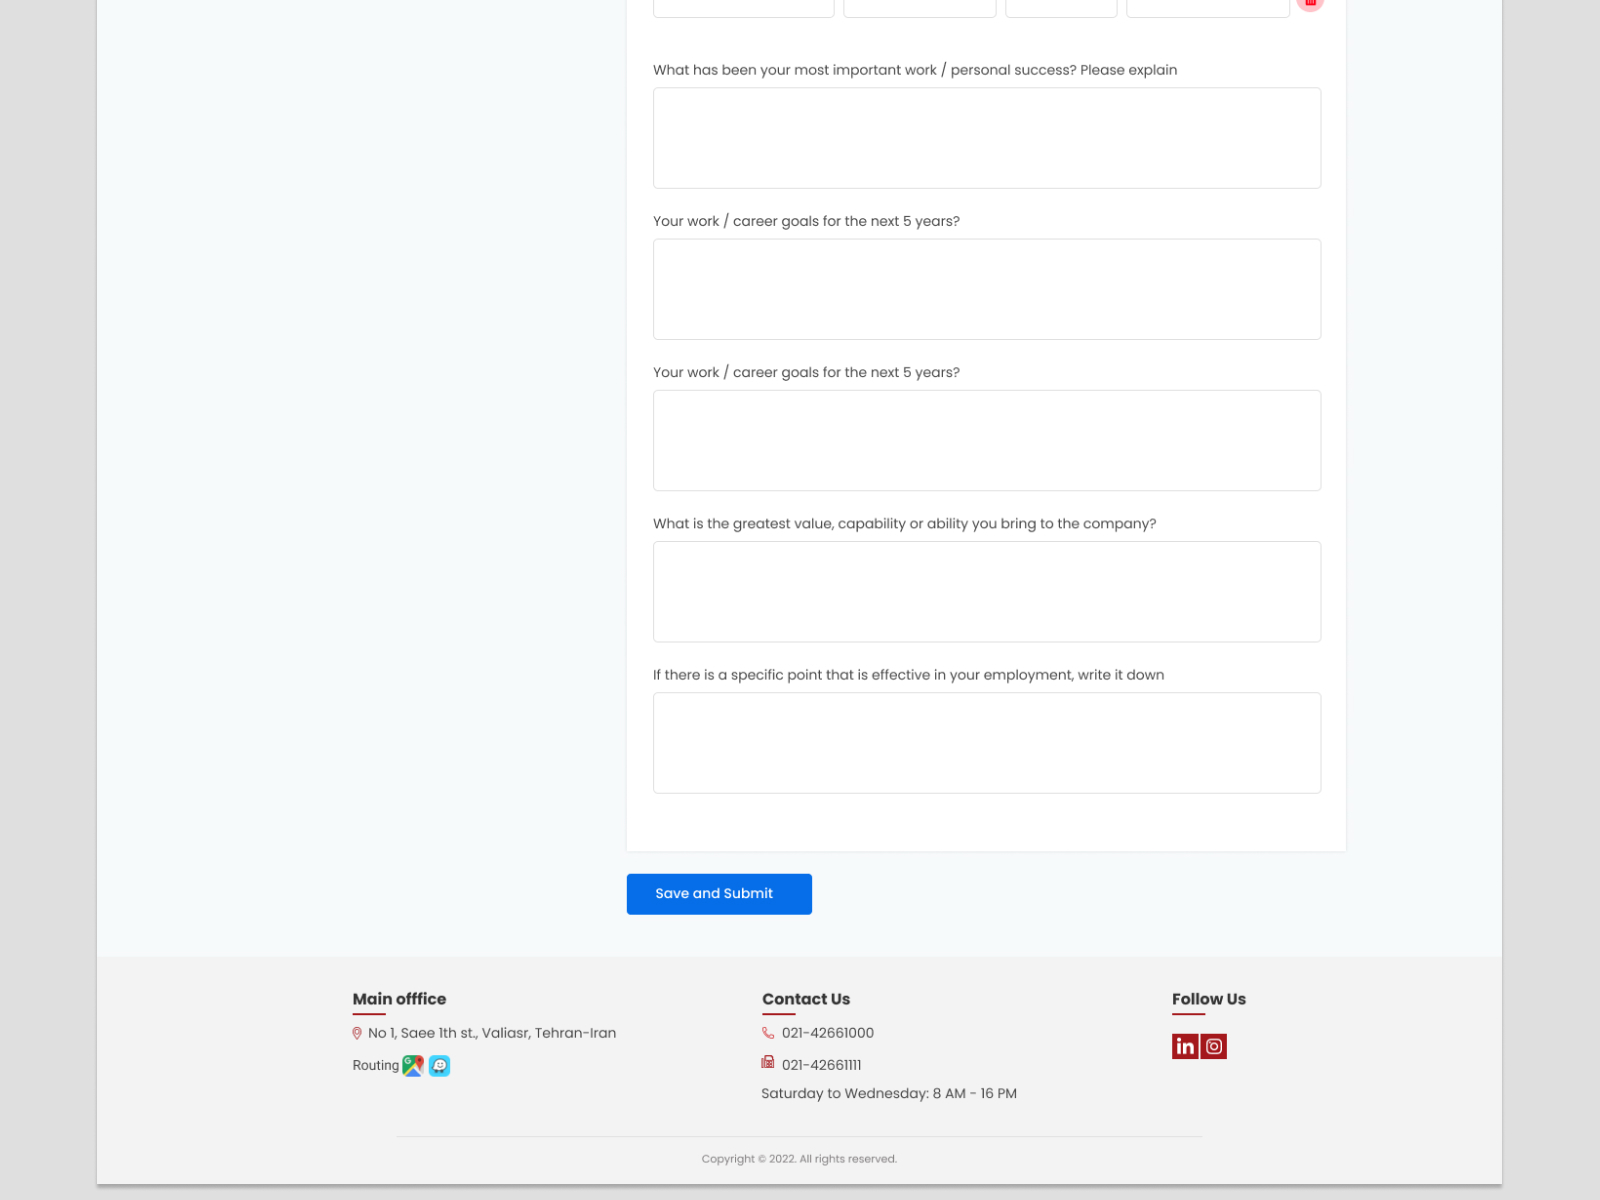 What has been your most important work / personal success? Please explain
Your work / career goals for the next 5 years?
Your work / career goals for the next 5 years?
What is the greatest value, capability or ability you bring to the company?
If there is a specific point that is effective in your employment, write it down
Save and Submit
Main offfice
No 1, Saee 1th st., Valiasr, Tehran-Iran
Routing
Contact Us
021-42661000
021-42661111
Saturday to Wednesday: 8 AM - 16 PM
Follow Us
in
Copyright © 2022. All rights reserved.